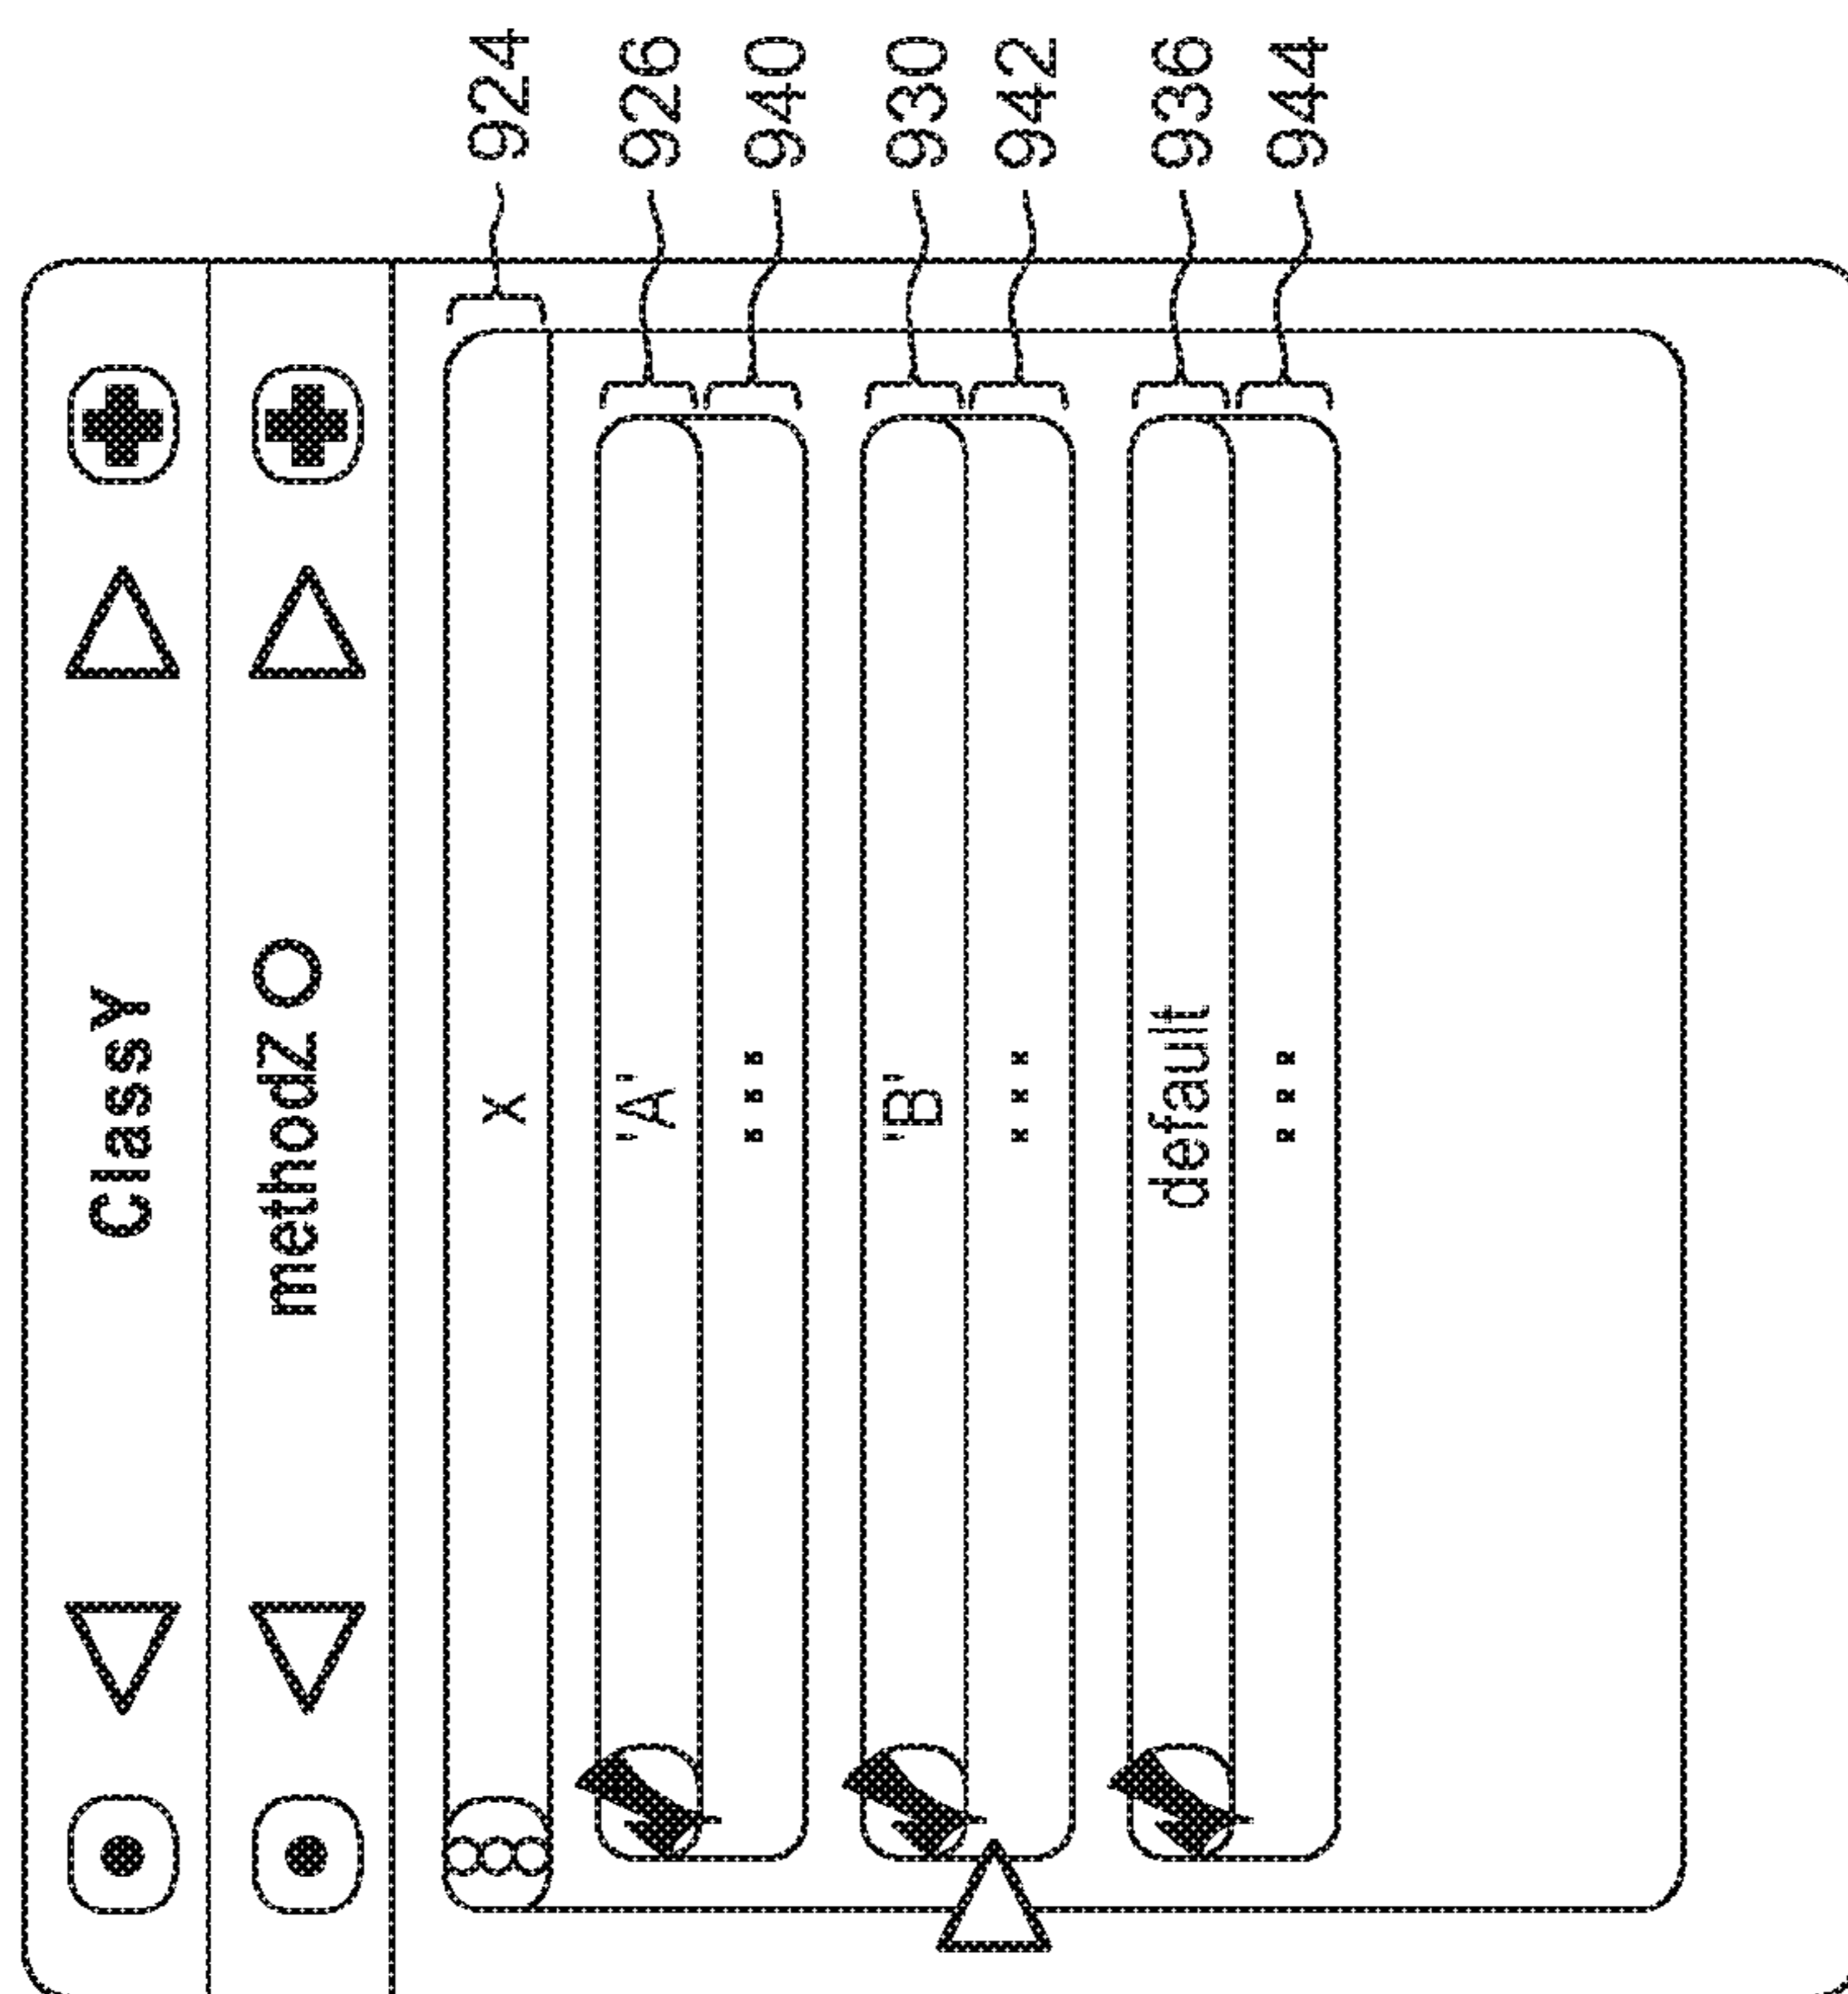 ClassY
methodZ ()
x
924
'A'
926
...
940
'B'
930
...
942
default
936
...
944